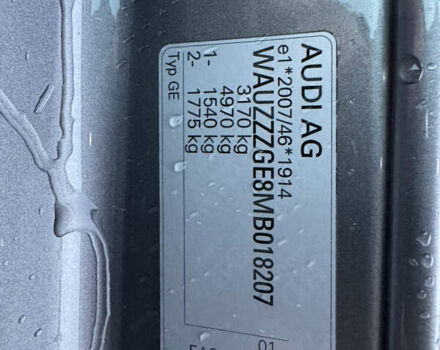 AUDI AG
e1*2007/46*1914
WAUZZZGE8MB018207
3170 kg
4970 kg
1- 1540 kg
2- 1775 kg
Typ GE
01